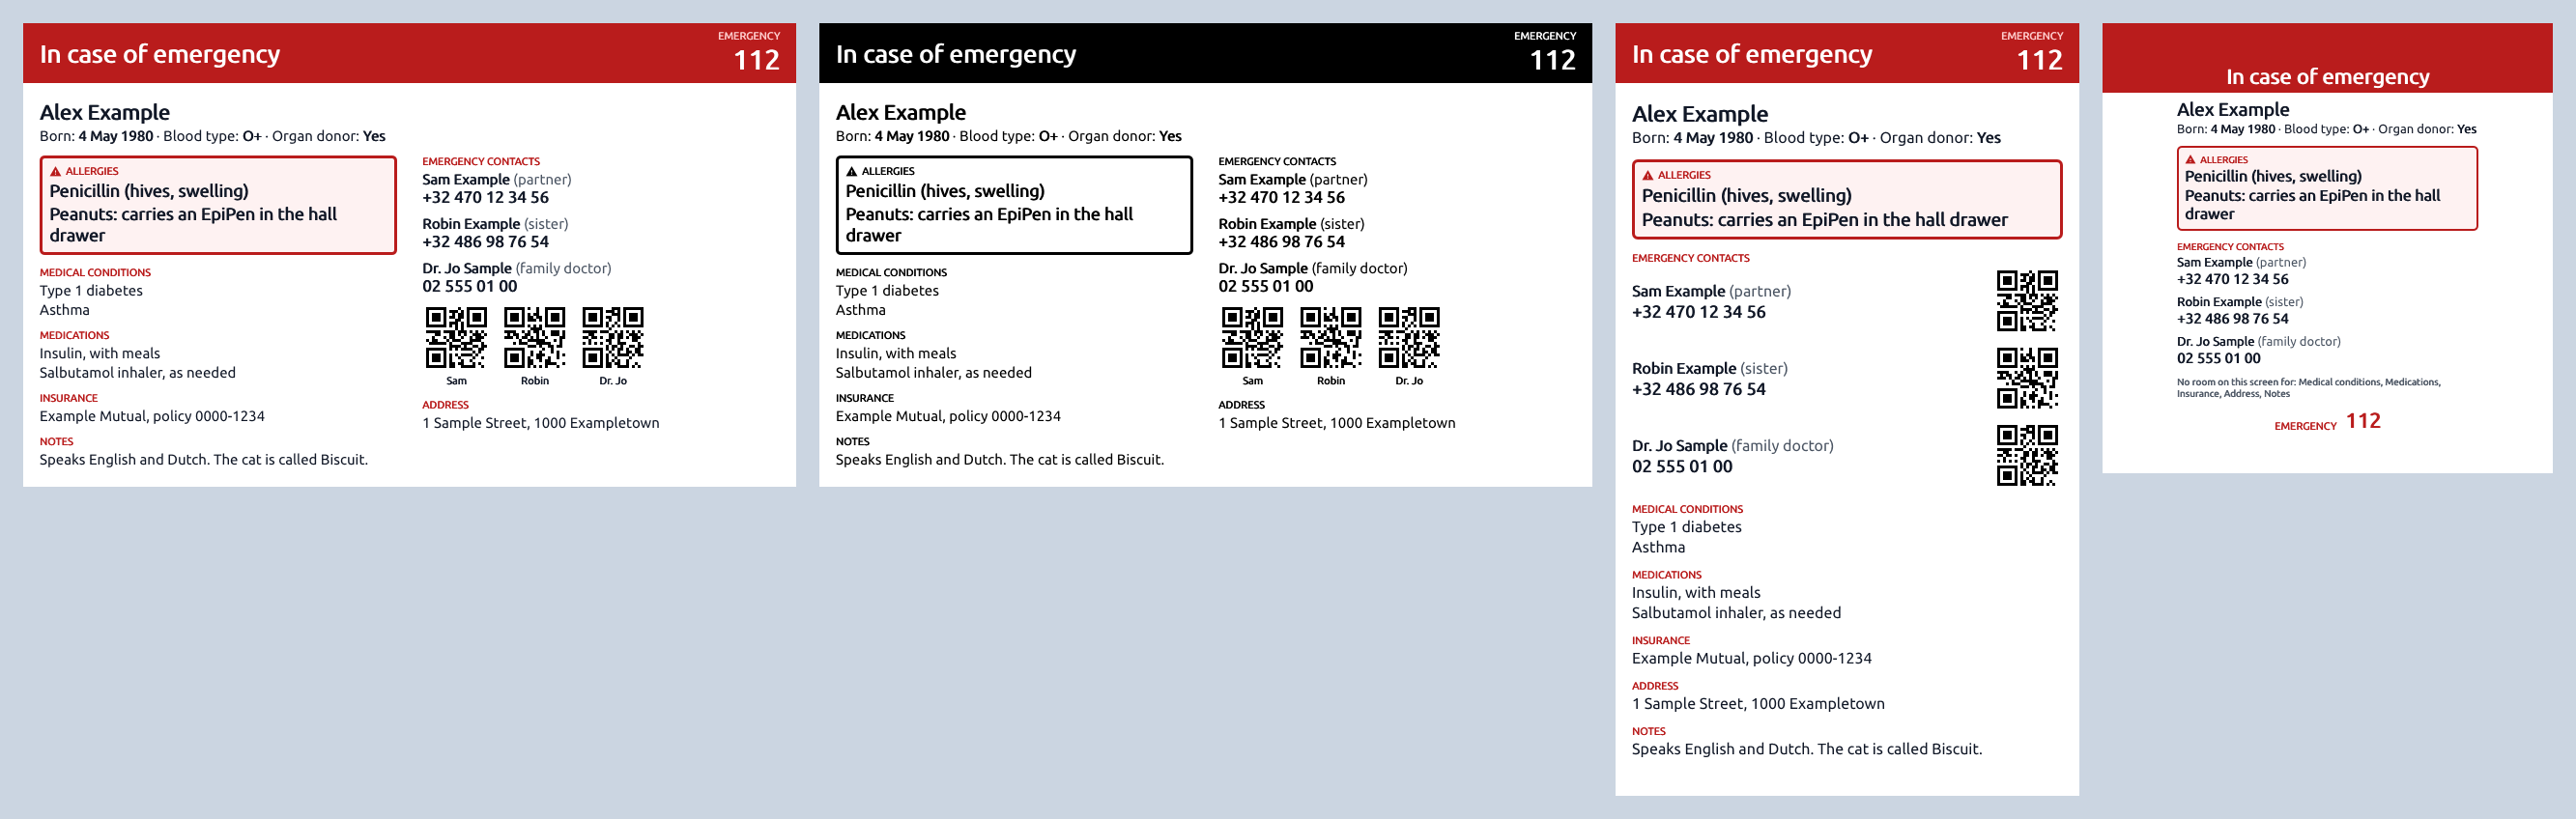 In case of emergency
EMERGENCY
112
Alex Example
Born: 4 May 1980 · Blood type: O+ · Organ donor: Yes
ALLERGIES
Penicillin (hives, swelling)
Peanuts: carries an EpiPen in the hall
drawer
MEDICAL CONDITIONS
Type 1 diabetes
Asthma
MEDICATIONS
Insulin, with meals
Salbutamol inhaler, as needed
INSURANCE
Example Mutual, policy 0000-1234
NOTES
Speaks English and Dutch. The cat is called Biscuit.
EMERGENCY CONTACTS
Sam Example (partner)
+32 470 12 34 56
Robin Example (sister)
+32 486 98 76 54
Dr. Jo Sample (family doctor)
02 555 01 00
Sam
Robin
Dr. Jo
ADDRESS
1 Sample Street, 1000 Exampletown
In case of emergency
EMERGENCY
112
Alex Example
Born: 4 May 1980 · Blood type: O+ · Organ donor: Yes
ALLERGIES
Penicillin (hives, swelling)
Peanuts: carries an EpiPen in the hall
drawer
MEDICAL CONDITIONS
Type 1 diabetes
Asthma
MEDICATIONS
Insulin, with meals
Salbutamol inhaler, as needed
INSURANCE
Example Mutual, policy 0000-1234
NOTES
Speaks English and Dutch. The cat is called Biscuit.
EMERGENCY CONTACTS
Sam Example (partner)
+32 470 12 34 56
Robin Example (sister)
+32 486 98 76 54
Dr. Jo Sample (family doctor)
02 555 01 00
Sam
Robin
Dr. Jo
ADDRESS
1 Sample Street, 1000 Exampletown
In case of emergency
EMERGENCY
112
Alex Example
Born: 4 May 1980 · Blood type: O+ · Organ donor: Yes
ALLERGIES
Penicillin (hives, swelling)
Peanuts: carries an EpiPen in the hall drawer
EMERGENCY CONTACTS
Sam Example (partner)
+32 470 12 34 56
Robin Example (sister)
+32 486 98 76 54
Dr. Jo Sample (family doctor)
02 555 01 00
MEDICAL CONDITIONS
Type 1 diabetes
Asthma
MEDICATIONS
Insulin, with meals
Salbutamol inhaler, as needed
INSURANCE
Example Mutual, policy 0000-1234
ADDRESS
1 Sample Street, 1000 Exampletown
NOTES
Speaks English and Dutch. The cat is called Biscuit.
In case of emergency
Alex Example
Born: 4 May 1980 · Blood type: O+ · Organ donor: Yes
ALLERGIES
Penicillin (hives, swelling)
Peanuts: carries an EpiPen in the hall
drawer
EMERGENCY CONTACTS
Sam Example (partner)
+32 470 12 34 56
Robin Example (sister)
+32 486 98 76 54
Dr. Jo Sample (family doctor)
02 555 01 00
No room on this screen for: Medical conditions, Medications,
Insurance, Address, Notes
EMERGENCY 112